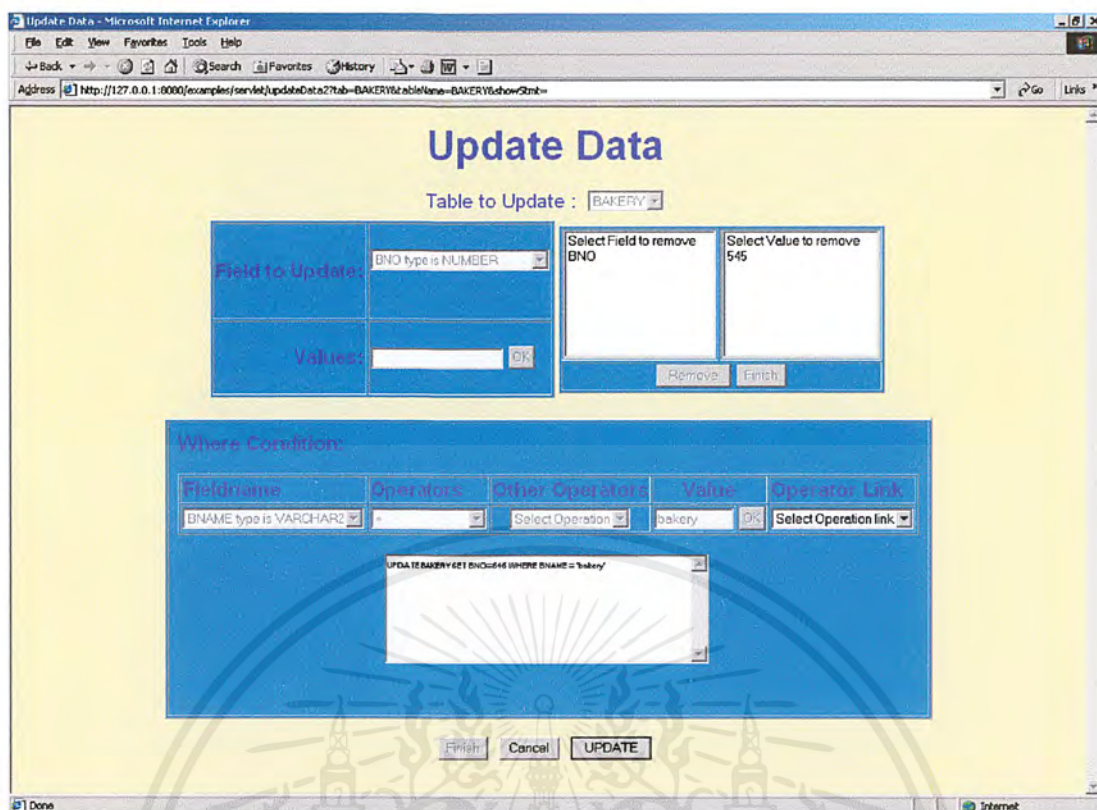 Update Data - Microsoft Internet Explorer
File Edit View Favorites Tools Help
Back Search Favorites History
Address http://127.0.0.1:8080/examples/servlet/updateData2?tab=BAKERY&tableName=BAKERY&showStmt= Go Links »
Update Data
Table to Update : BAKERY
Field to Update: BNO type is NUMBER
Select Field to remove
BNO
Select Value to remove
545
Values: OK
Remove Finish
Where Condition:
Fieldname Operators Other Operators Value Operator Link
BNAME type is VARCHAR2 = Select Operation bakery OK Select Operation link
UPDATE BAKERY SET BNO=545 WHERE BNAME = 'bakery'
Finish Cancel UPDATE
Done Internet